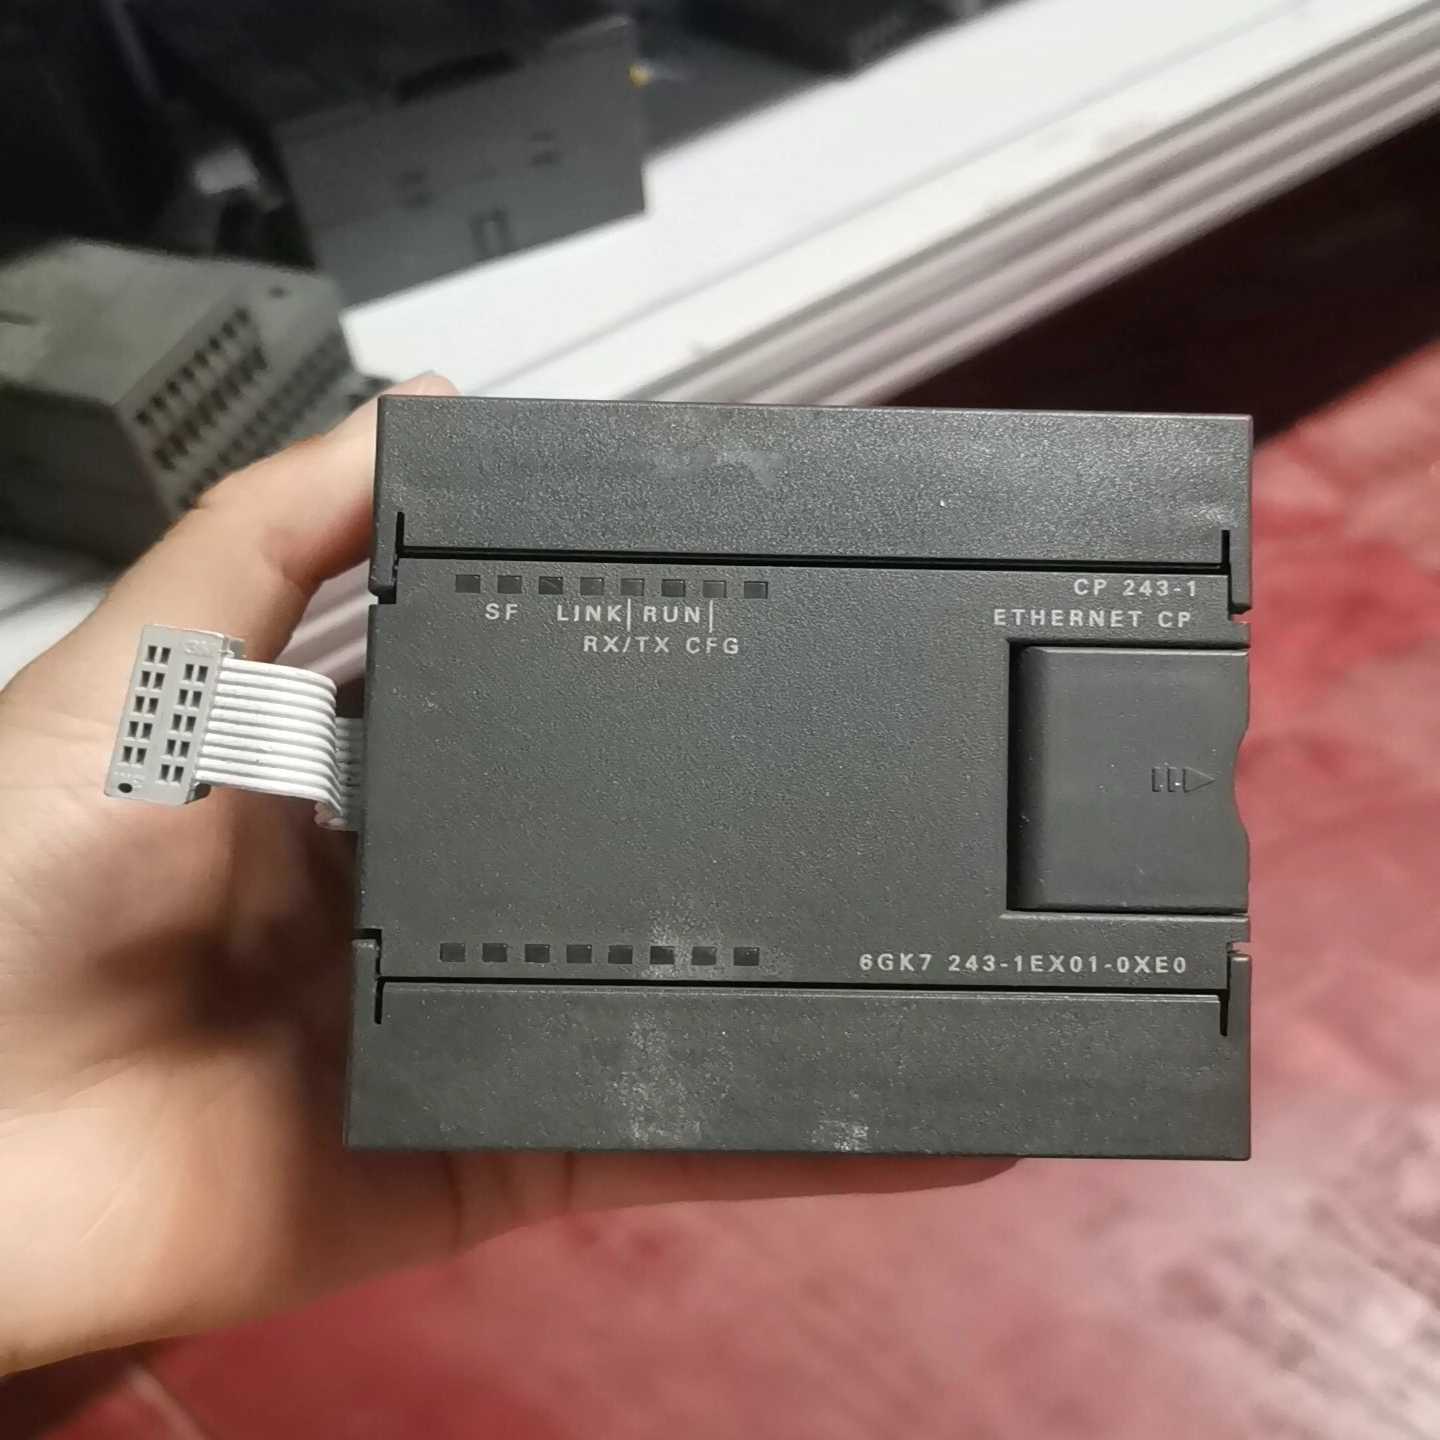 CP 243-1
ETHERNET CP
SF LINK RUN
RX/TX CFG
6GK7 243-1EX01-0XE0